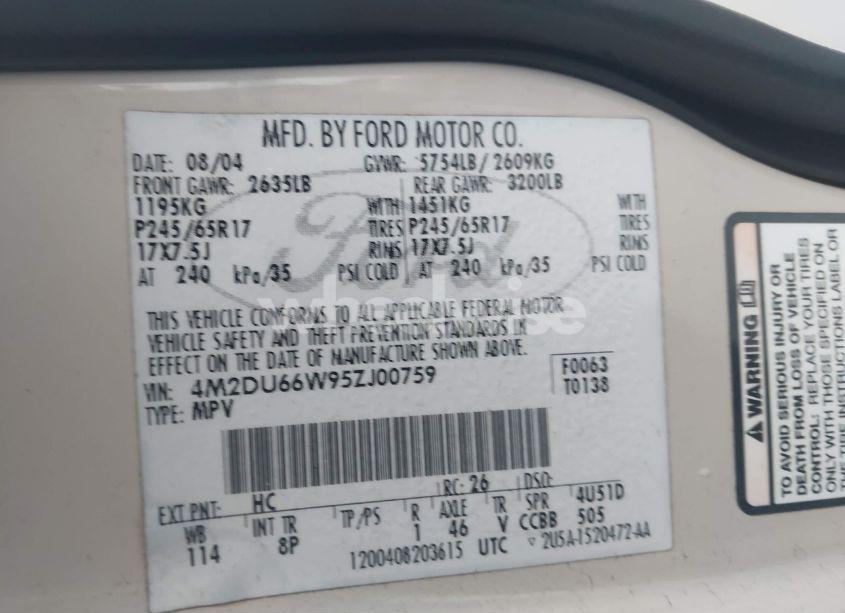 MFD. BY FORD MOTOR CO.
DATE: 08/04 GVWR: 5754LB/ 2609KG
FRONT GAWR: 2635LB REAR GAWR: 3200LB
1195KG WITH 1451KG WITH
P245/65R17 TIRES P245/65R17 TIRES
17X7.5J RIMS 17X7.5J RIMS
AT 240 kPa/35 PSI COLD AT 240 kPa/35 PSI COLD
Ford
THIS VEHICLE CONFORMS TO ALL APPLICABLE FEDERAL MOTOR
VEHICLE SAFETY AND THEFT PREVENTION STANDARDS IN
EFFECT ON THE DATE OF MANUFACTURE SHOWN ABOVE.
VIN: 4M2DU66W95ZJ00759 F0063
TYPE: MPV T0138
RC: 26 DSO:
EXT PNT: HC
WB INT TR TP/PS R AXLE TR SPR 4U51D
114 8P 1 46 V CCBB 505
1200408203615 UTC ▿ 2U5A-1520472-AA
WARNING
TO AVOID SERIOUS INJURY OR
DEATH FROM LOSS OF VEHICLE
CONTROL: REPLACE YOUR TIRES
ONLY WITH THOSE SPECIFIED ON
THE TIRE INSTRUCTIONS LABEL OR